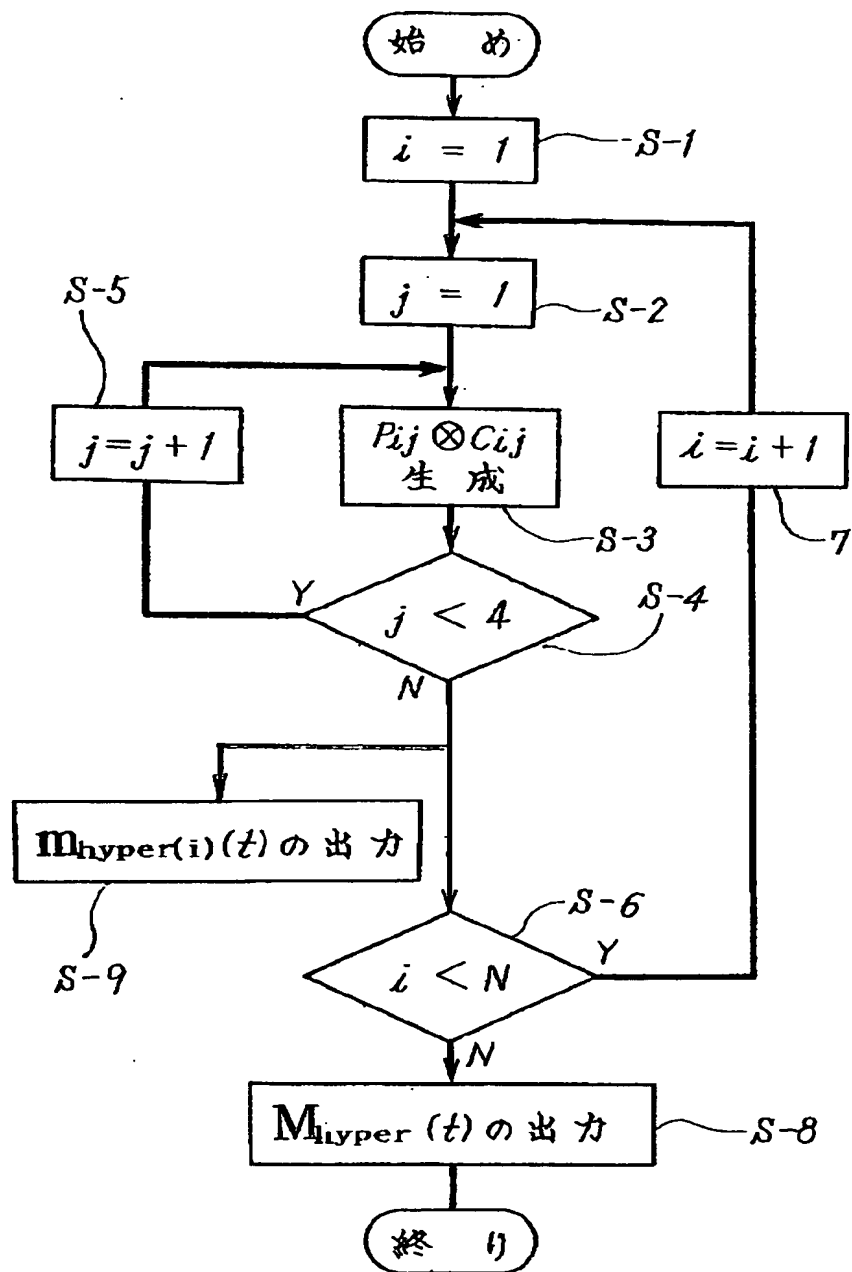 始め
i = 1
S-1
j = 1
S-2
S-5
j=j+1
Pij⊗Cij
生成
S-3
i=i+1
7
Y
j < 4
S-4
N
mhyper(i)(t)の出力
S-9
S-6
i < N
Y
N
Mhyper(t)の出力
S-8
終り